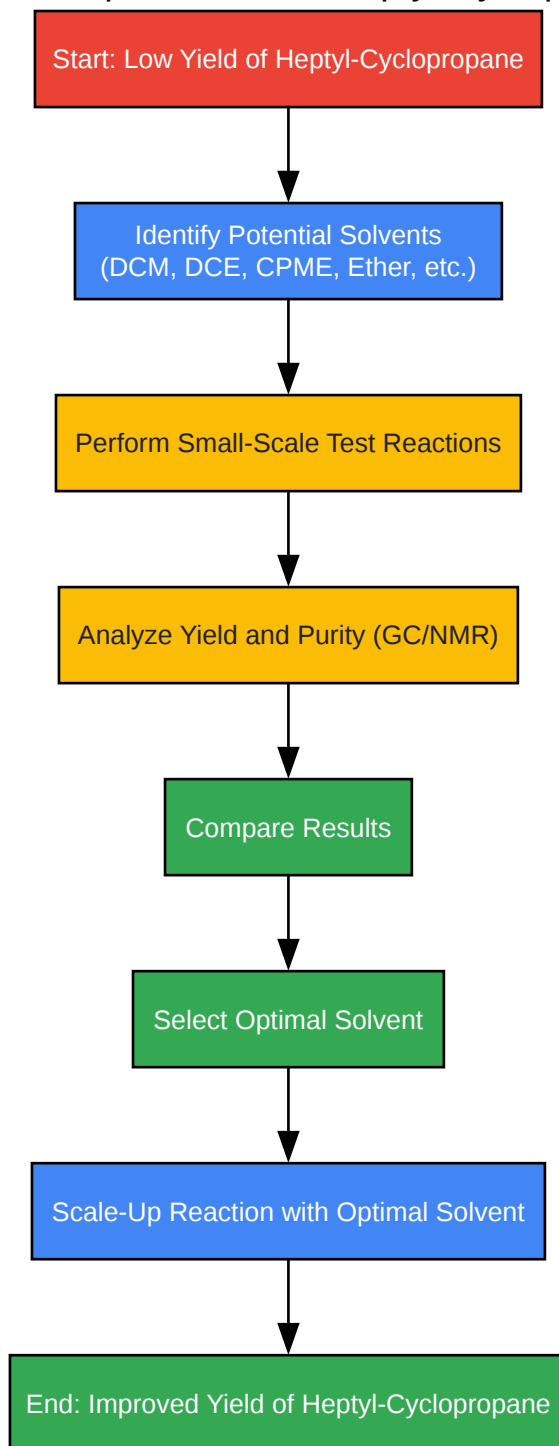 Start: Low Yield of Heptyl-Cyclopropane
Identify Potential Solvents
(DCM, DCE, CPME, Ether, etc.)
Perform Small-Scale Test Reactions
Analyze Yield and Purity (GC/NMR)
Compare Results
Select Optimal Solvent
Scale-Up Reaction with Optimal Solvent
End: Improved Yield of Heptyl-Cyclopropane